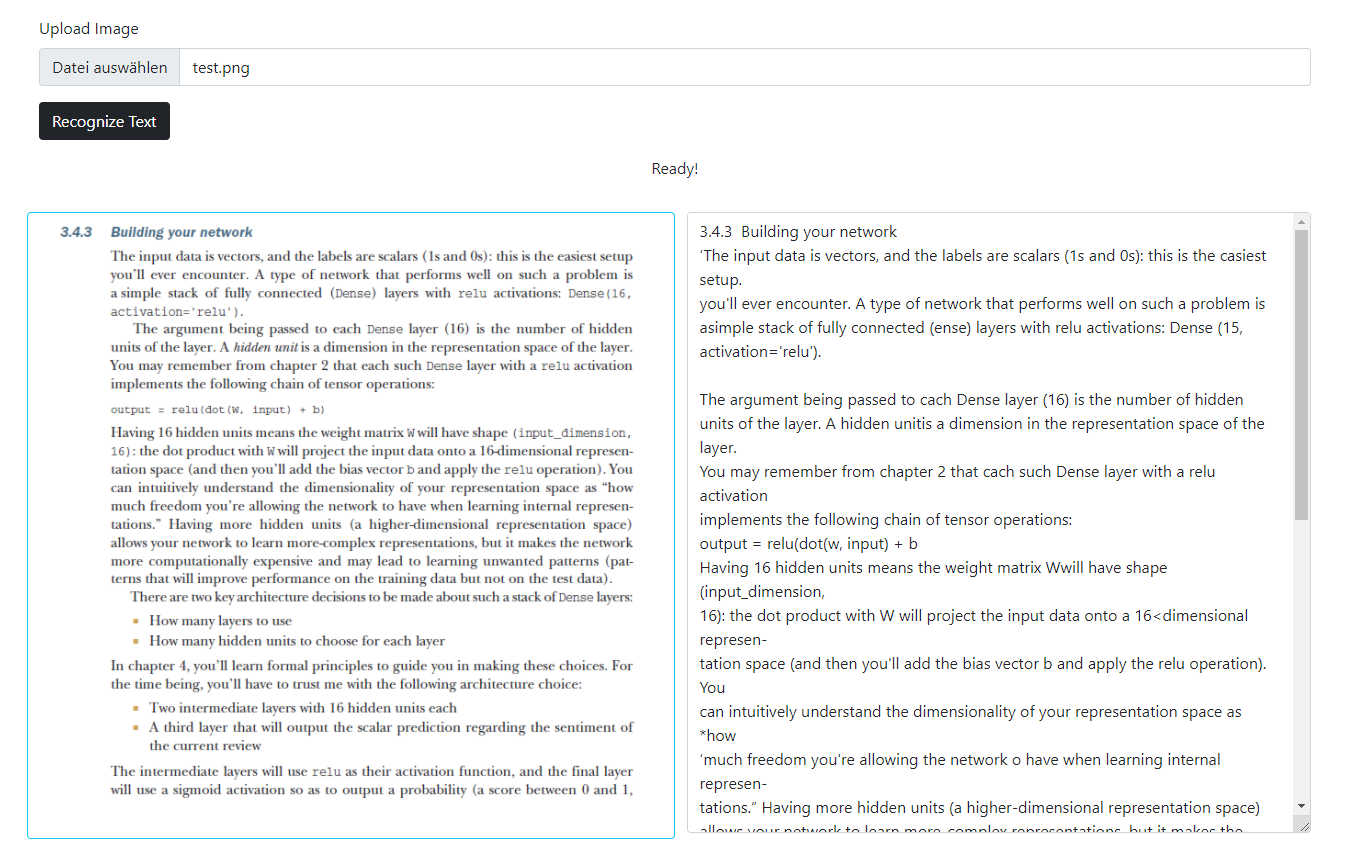 Upload Image
Datei auswählen test.png
Recognize Text
Ready!
3.4.3 Building your network
The input data is vectors, and the labels are scalars (1s and 0s): this is the easiest setup
you'll ever encounter. A type of network that performs well on such a problem is
a simple stack of fully connected (Dense) layers with relu activations: Dense(16,
activation='relu').
The argument being passed to each Dense layer (16) is the number of hidden
units of the layer. A hidden unit is a dimension in the representation space of the layer.
You may remember from chapter 2 that each such Dense layer with a relu activation
implements the following chain of tensor operations:
output = relu(dot(W, input) + b)
Having 16 hidden units means the weight matrix W will have shape (input_dimension,
16): the dot product with W will project the input data onto a 16-dimensional represen-
tation space (and then you'll add the bias vector b and apply the relu operation). You
can intuitively understand the dimensionality of your representation space as “how
much freedom you're allowing the network to have when learning internal represen-
tations.” Having more hidden units (a higher-dimensional representation space)
allows your network to learn more-complex representations, but it makes the network
more computationally expensive and may lead to learning unwanted patterns (pat-
terns that will improve performance on the training data but not on the test data).
There are two key architecture decisions to be made about such a stack of Dense layers:
▪ How many layers to use
▪ How many hidden units to choose for each layer
In chapter 4, you'll learn formal principles to guide you in making these choices. For
the time being, you'll have to trust me with the following architecture choice:
▪ Two intermediate layers with 16 hidden units each
▪ A third layer that will output the scalar prediction regarding the sentiment of
the current review
The intermediate layers will use relu as their activation function, and the final layer
will use a sigmoid activation so as to output a probability (a score between 0 and 1,
3.4.3 Building your network
'The input data is vectors, and the labels are scalars (1s and 0s): this is the casiest
setup.
you'll ever encounter. A type of network that performs well on such a problem is
asimple stack of fully connected (ense) layers with relu activations: Dense (15,
activation='relu').
The argument being passed to cach Dense layer (16) is the number of hidden
units of the layer. A hidden unitis a dimension in the representation space of the
layer.
You may remember from chapter 2 that cach such Dense layer with a relu
activation
implements the following chain of tensor operations:
output = relu(dot(w, input) + b
Having 16 hidden units means the weight matrix Wwill have shape
(input_dimension,
16): the dot product with W will project the input data onto a 16<dimensional
represen-
tation space (and then you'll add the bias vector b and apply the relu operation).
You
can intuitively understand the dimensionality of your representation space as
*how
'much freedom you're allowing the network o have when learning internal
represen-
tations.” Having more hidden units (a higher-dimensional representation space)
allows your network to learn more-complex representations, but it makes the